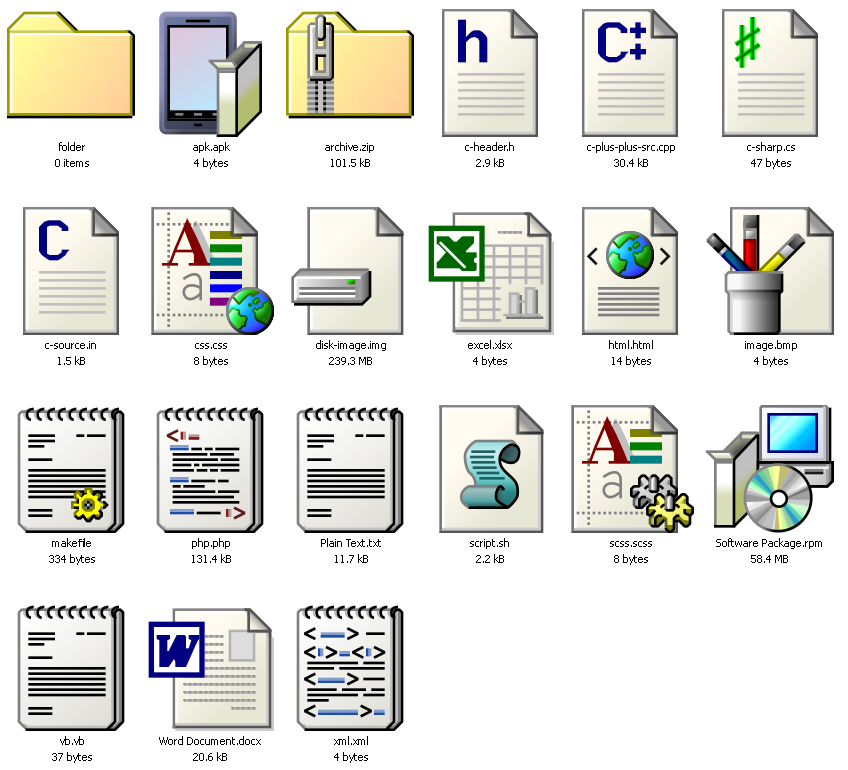 h
C++
#
folder
apk.apk
archive.zip
c-header.h
c-plus-plus-src.cpp
c-sharp.cs
0 items
4 bytes
101.5 kB
2.9 kB
30.4 kB
47 bytes
C
A
a
X
< >
c-source.in
css.css
disk-image.img
excel.xlsx
html.html
image.bmp
1.5 kB
8 bytes
239.3 MB
4 bytes
14 bytes
4 bytes
A
a
makefile
php.php
Plain Text.txt
script.sh
scss.scss
Software Package.rpm
334 bytes
131.4 kB
11.7 kB
2.2 kB
8 bytes
58.4 MB
W
vb.vb
Word Document.docx
xml.xml
37 bytes
20.6 kB
4 bytes